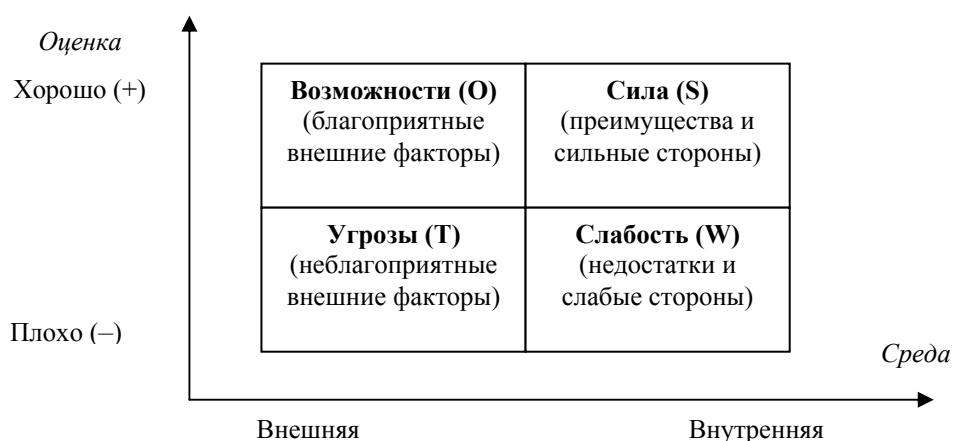 Оценка
Хорошо (+)
Возможности (O)
(благоприятные
внешние факторы)
Сила (S)
(преимущества и
сильные стороны)
Угрозы (T)
(неблагоприятные
внешние факторы)
Слабость (W)
(недостатки и
слабые стороны)
Плохо (–)
Среда
Внешняя
Внутренняя